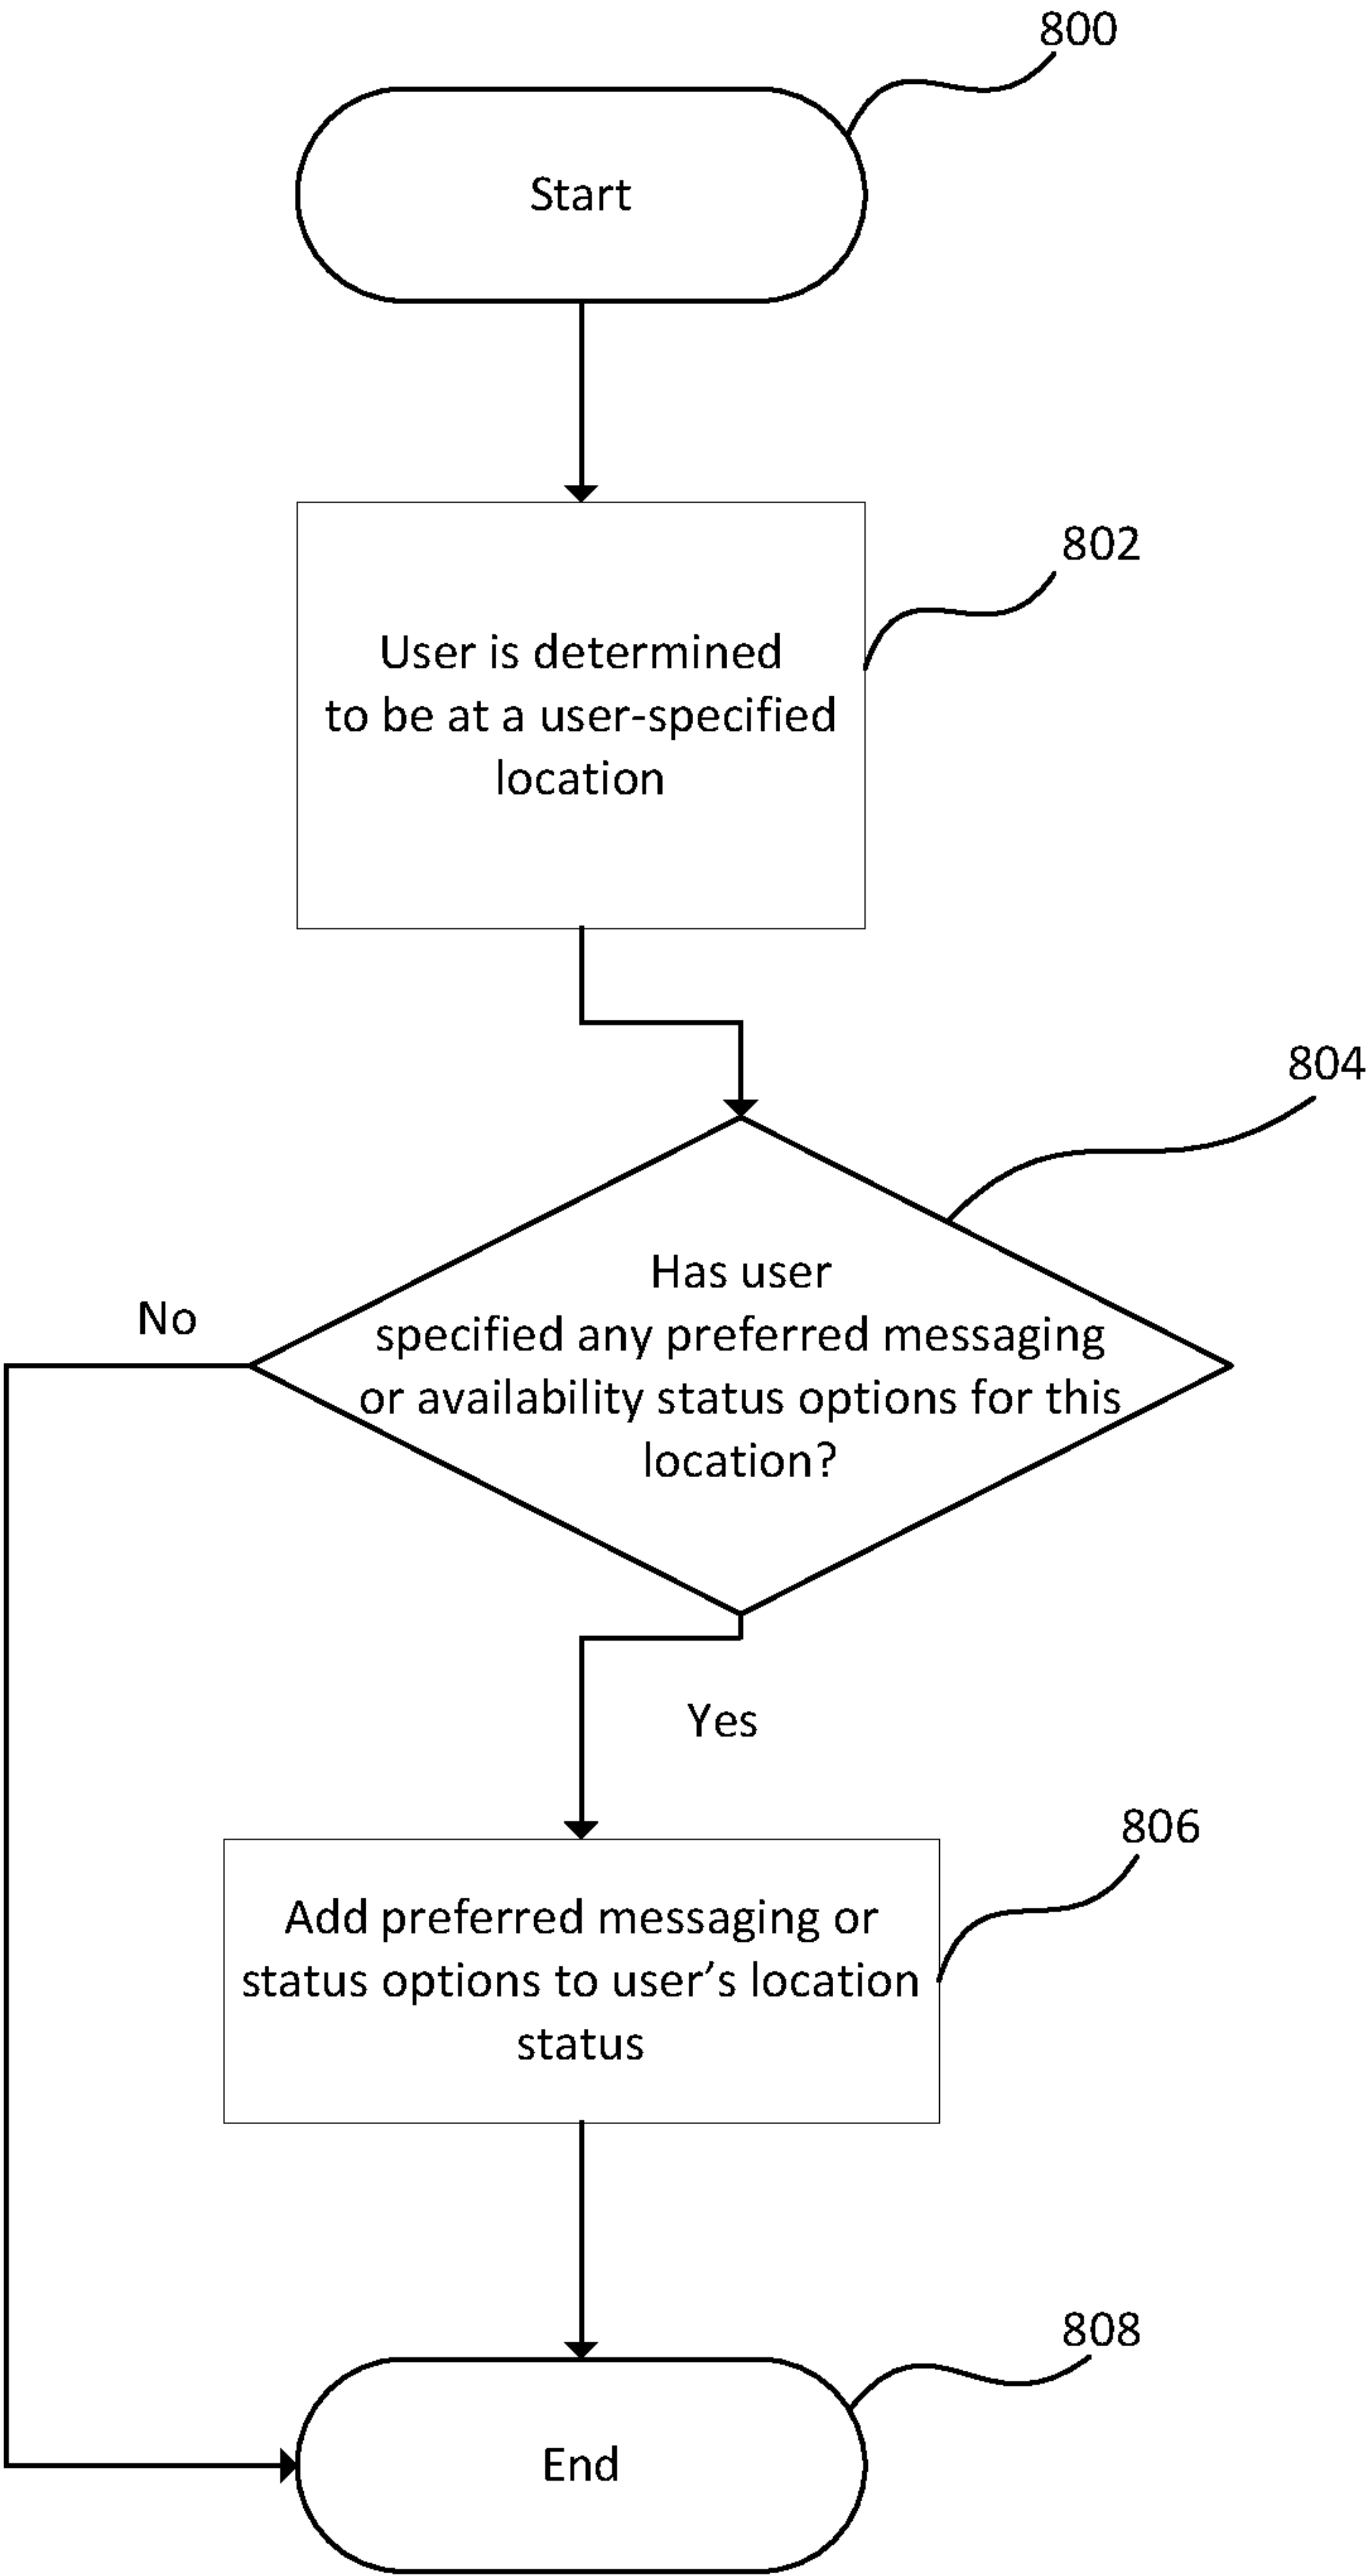 800
Start
802
User is determined
to be at a user-specified
location
804
Has user
specified any preferred messaging
or availability status options for this
location?
No
Yes
806
Add preferred messaging or
status options to user’s location
status
808
End